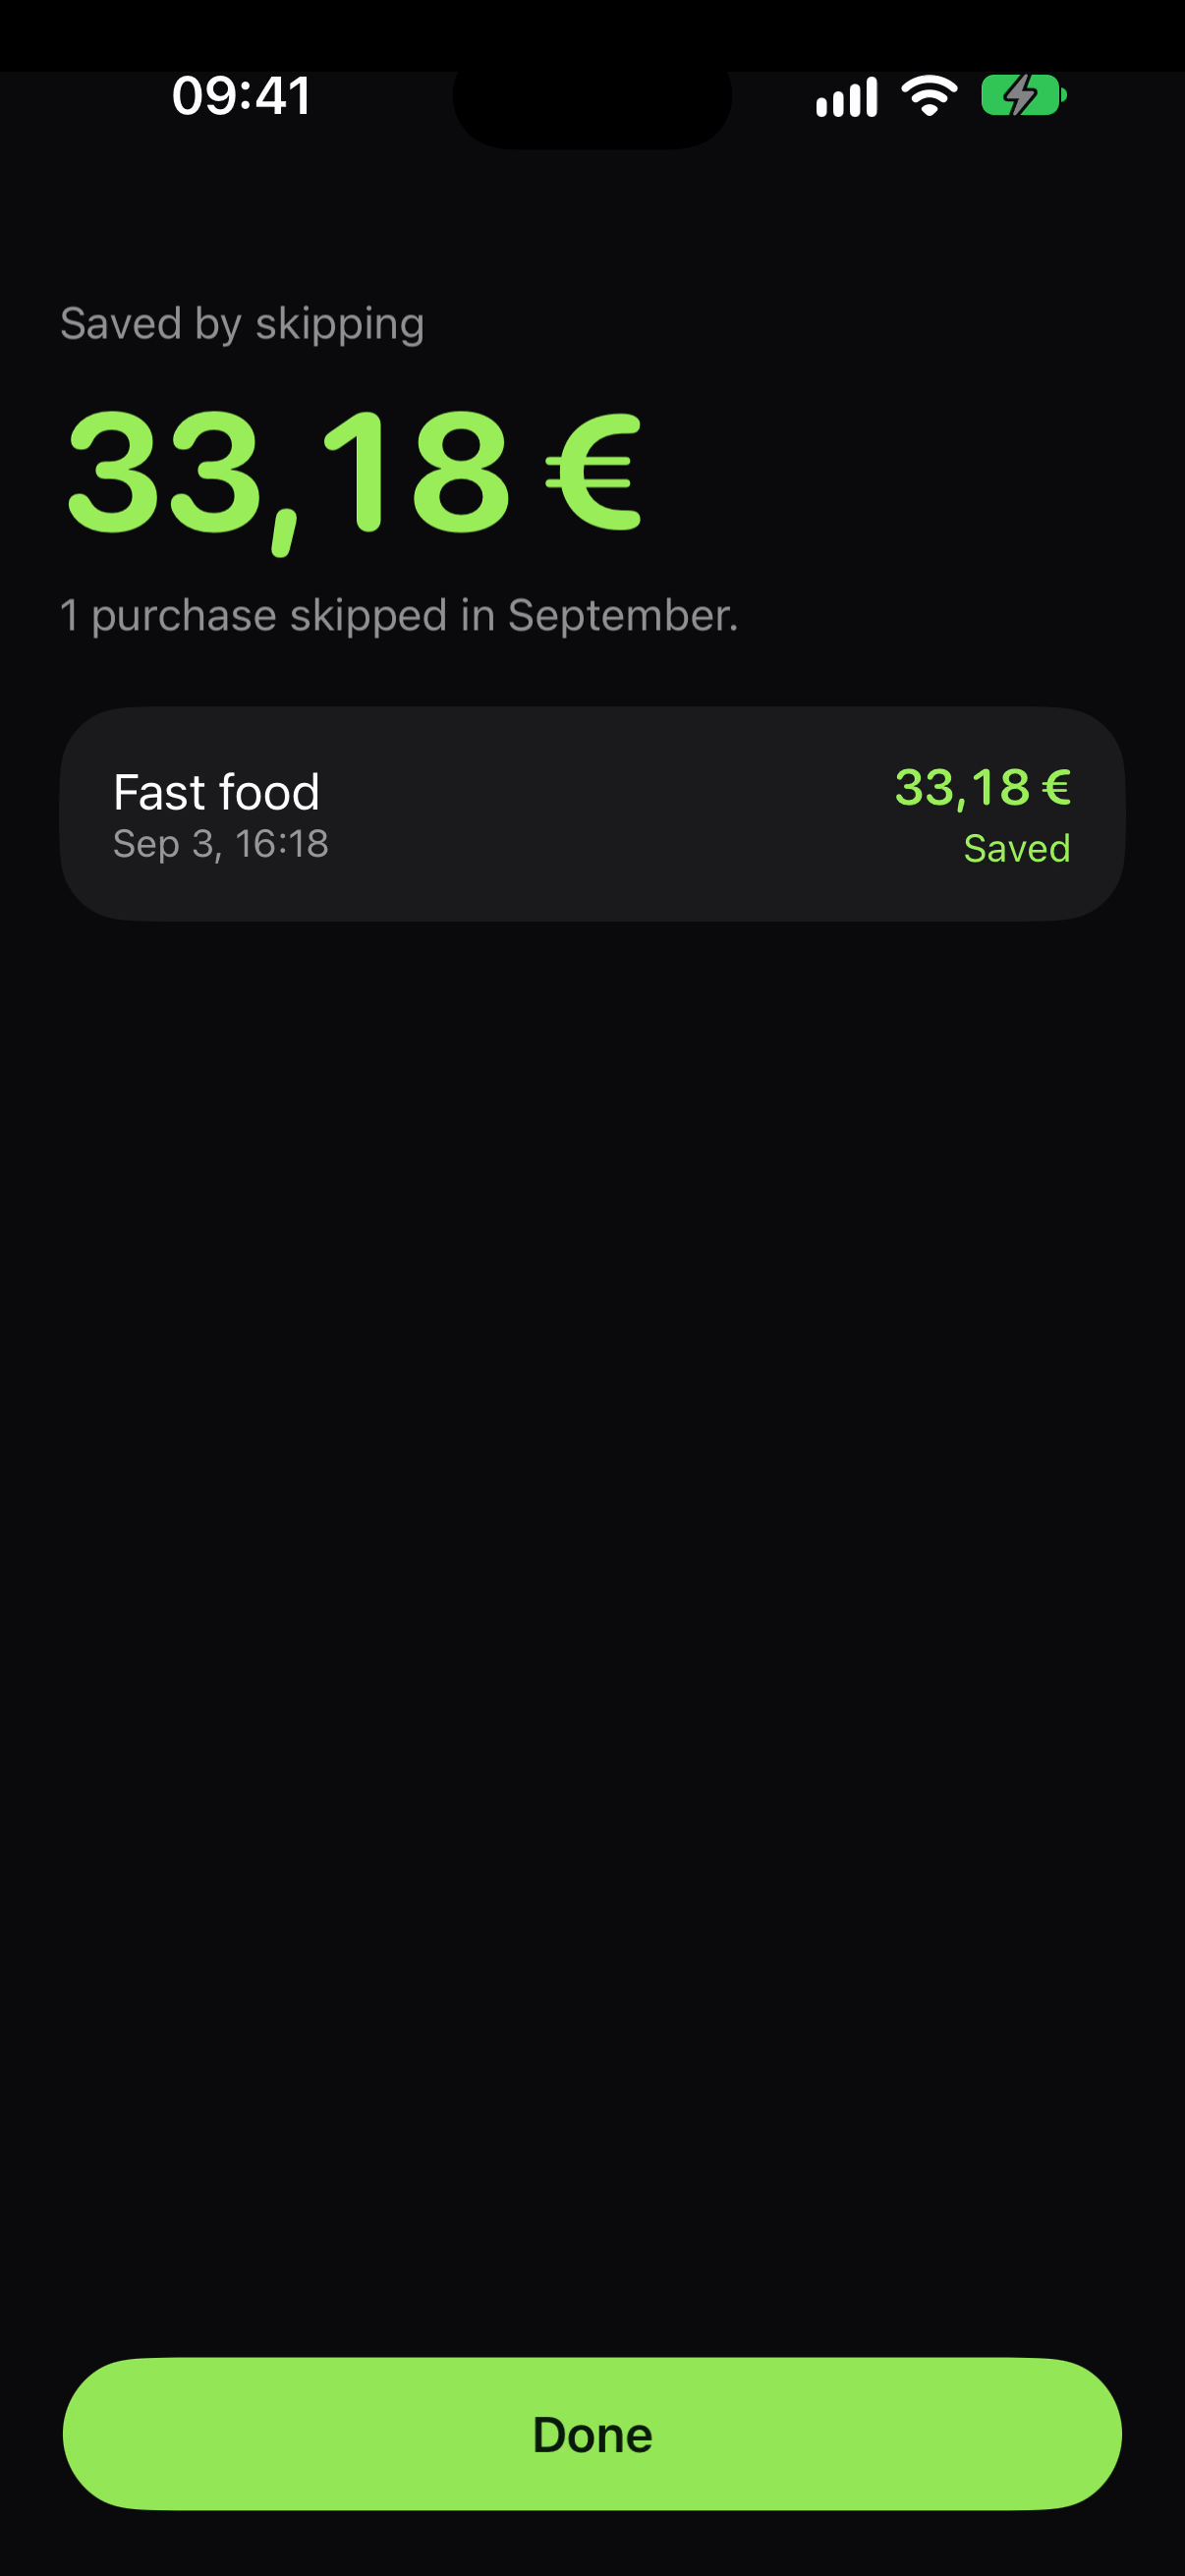 09:41
Saved by skipping
33,18 €
1 purchase skipped in September.
Fast food
33,18 €
Sep 3, 16:18
Saved
Done